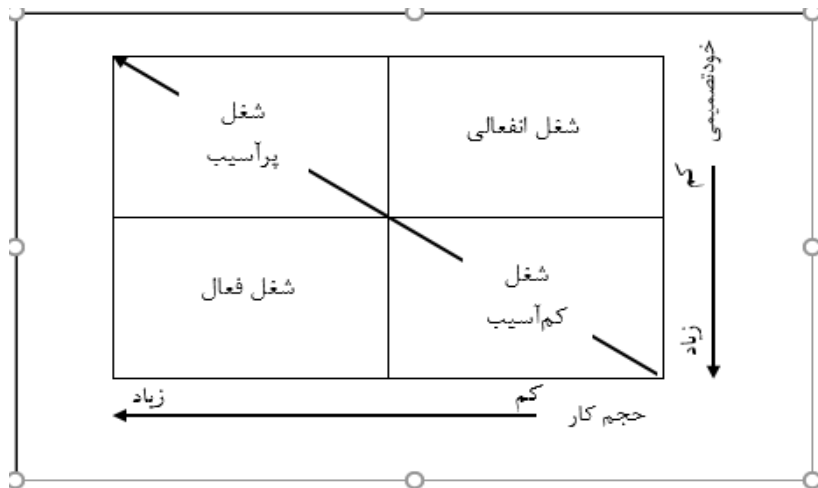 خودتصمیمی
کم
زیاد
شغل انفعالی
شغل
پرآسیب
شغل
کم‌آسیب
شغل فعال
کم
زیاد
حجم کار